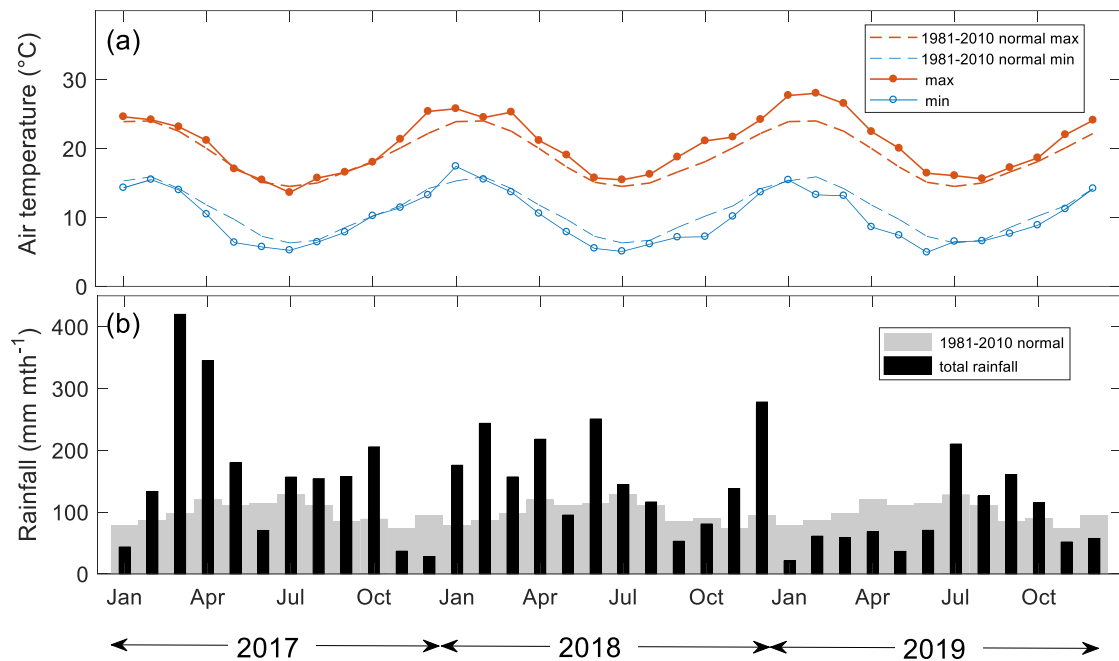 (a)
1981-2010 normal max
1981-2010 normal min
max
min
Air temperature (°C)
30
20
10
0
(b)
1981-2010 normal
total rainfall
Rainfall (mm mth⁻¹)
400
300
200
100
0
Jan Apr Jul Oct Jan Apr Jul Oct Jan Apr Jul Oct
2017 2018 2019